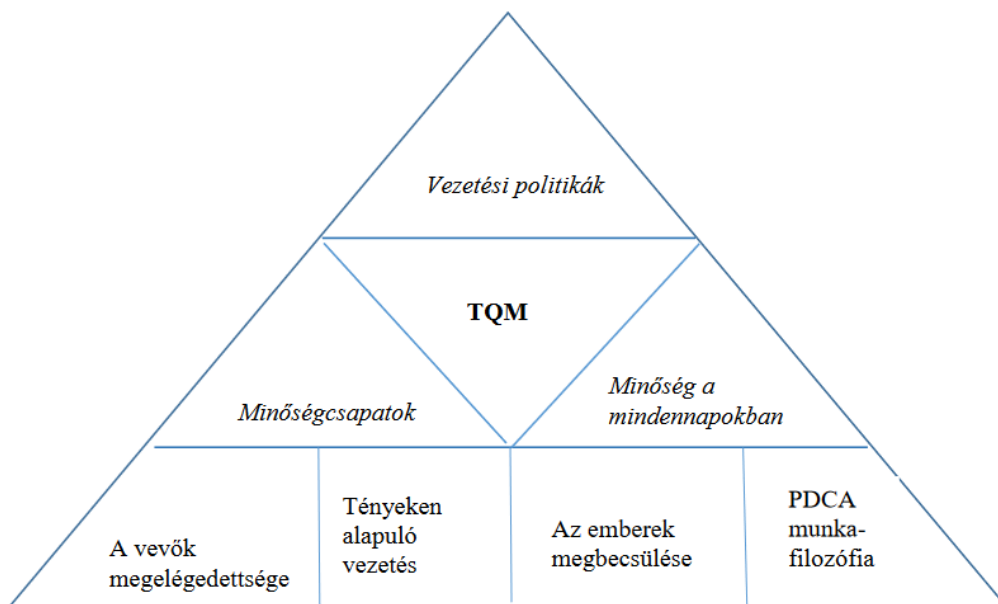 Vezetési politikák
TQM
Minőségcsapatok
Minőség a
mindennapokban
A vevők
megelégedettsége
Tényeken
alapuló
vezetés
Az emberek
megbecsülése
PDCA
munka-
filozófia